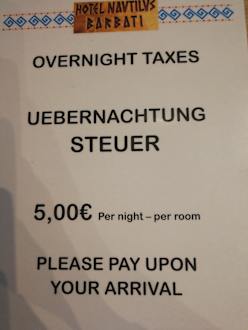 HOTEL NAVTILVS
BARBATI
OVERNIGHT TAXES
UEBERNACHTUNG
STEUER
5,00€ Per night – per room
PLEASE PAY UPON
YOUR ARRIVAL